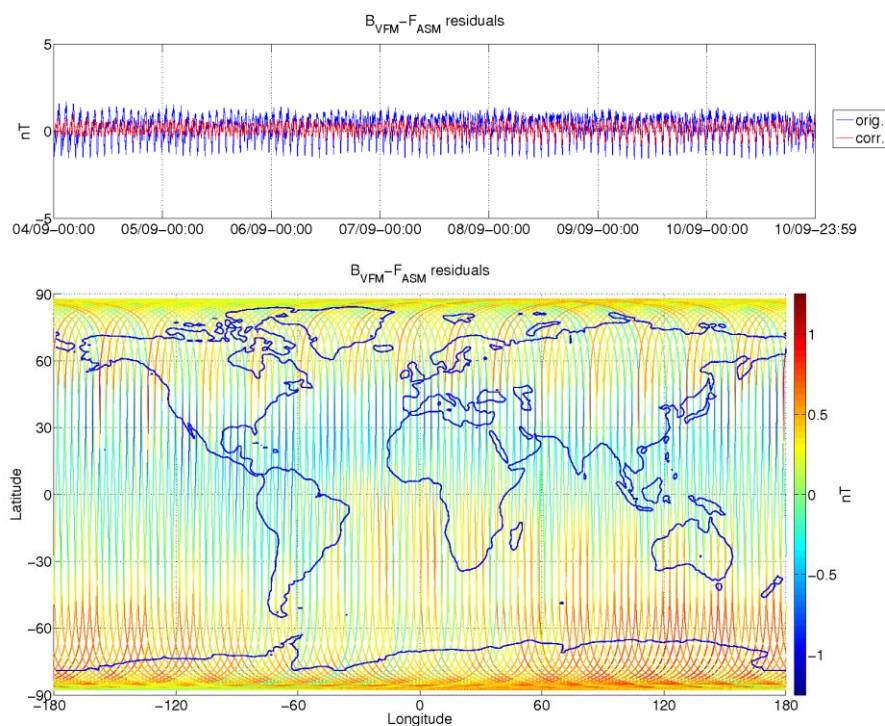 B_VFM−F_ASM residuals
5
0
−5
nT
04/09−00:00 05/09−00:00 06/09−00:00 07/09−00:00 08/09−00:00 09/09−00:00 10/09−00:00 10/09−23:59
orig.
corr.
B_VFM−F_ASM residuals
90
60
30
0
−30
−60
−90
Latitude
−180 −120 −60 0 60 120 180
Longitude
1
0.5
0
−0.5
−1
nT